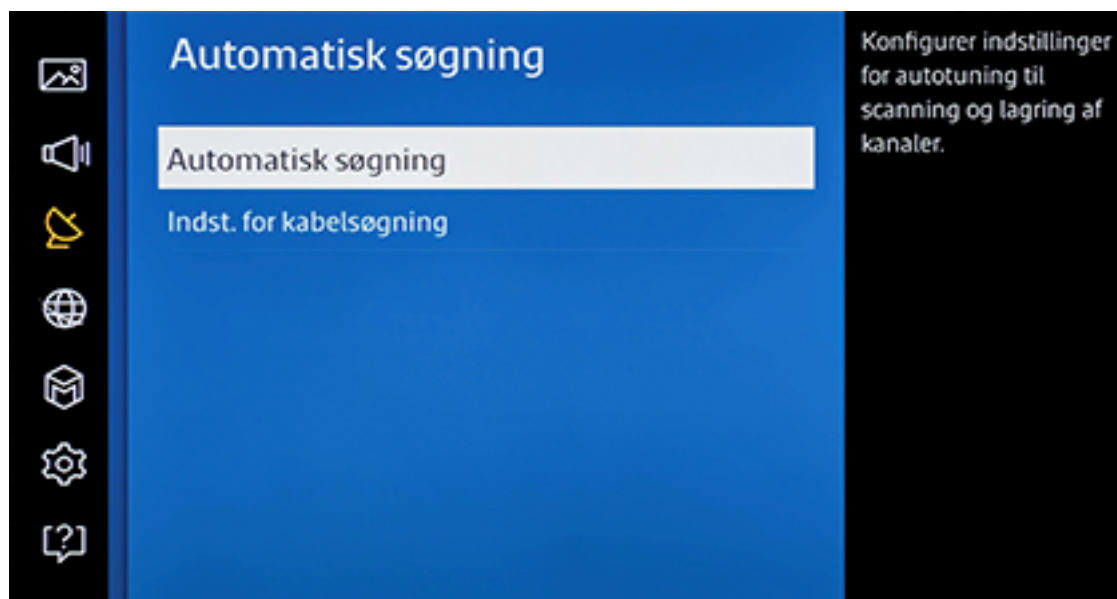 Automatisk søgning
Automatisk søgning
Indst. for kabelsøgning
Konfigurer indstillinger
for autotuning til
scanning og lagring af
kanaler.